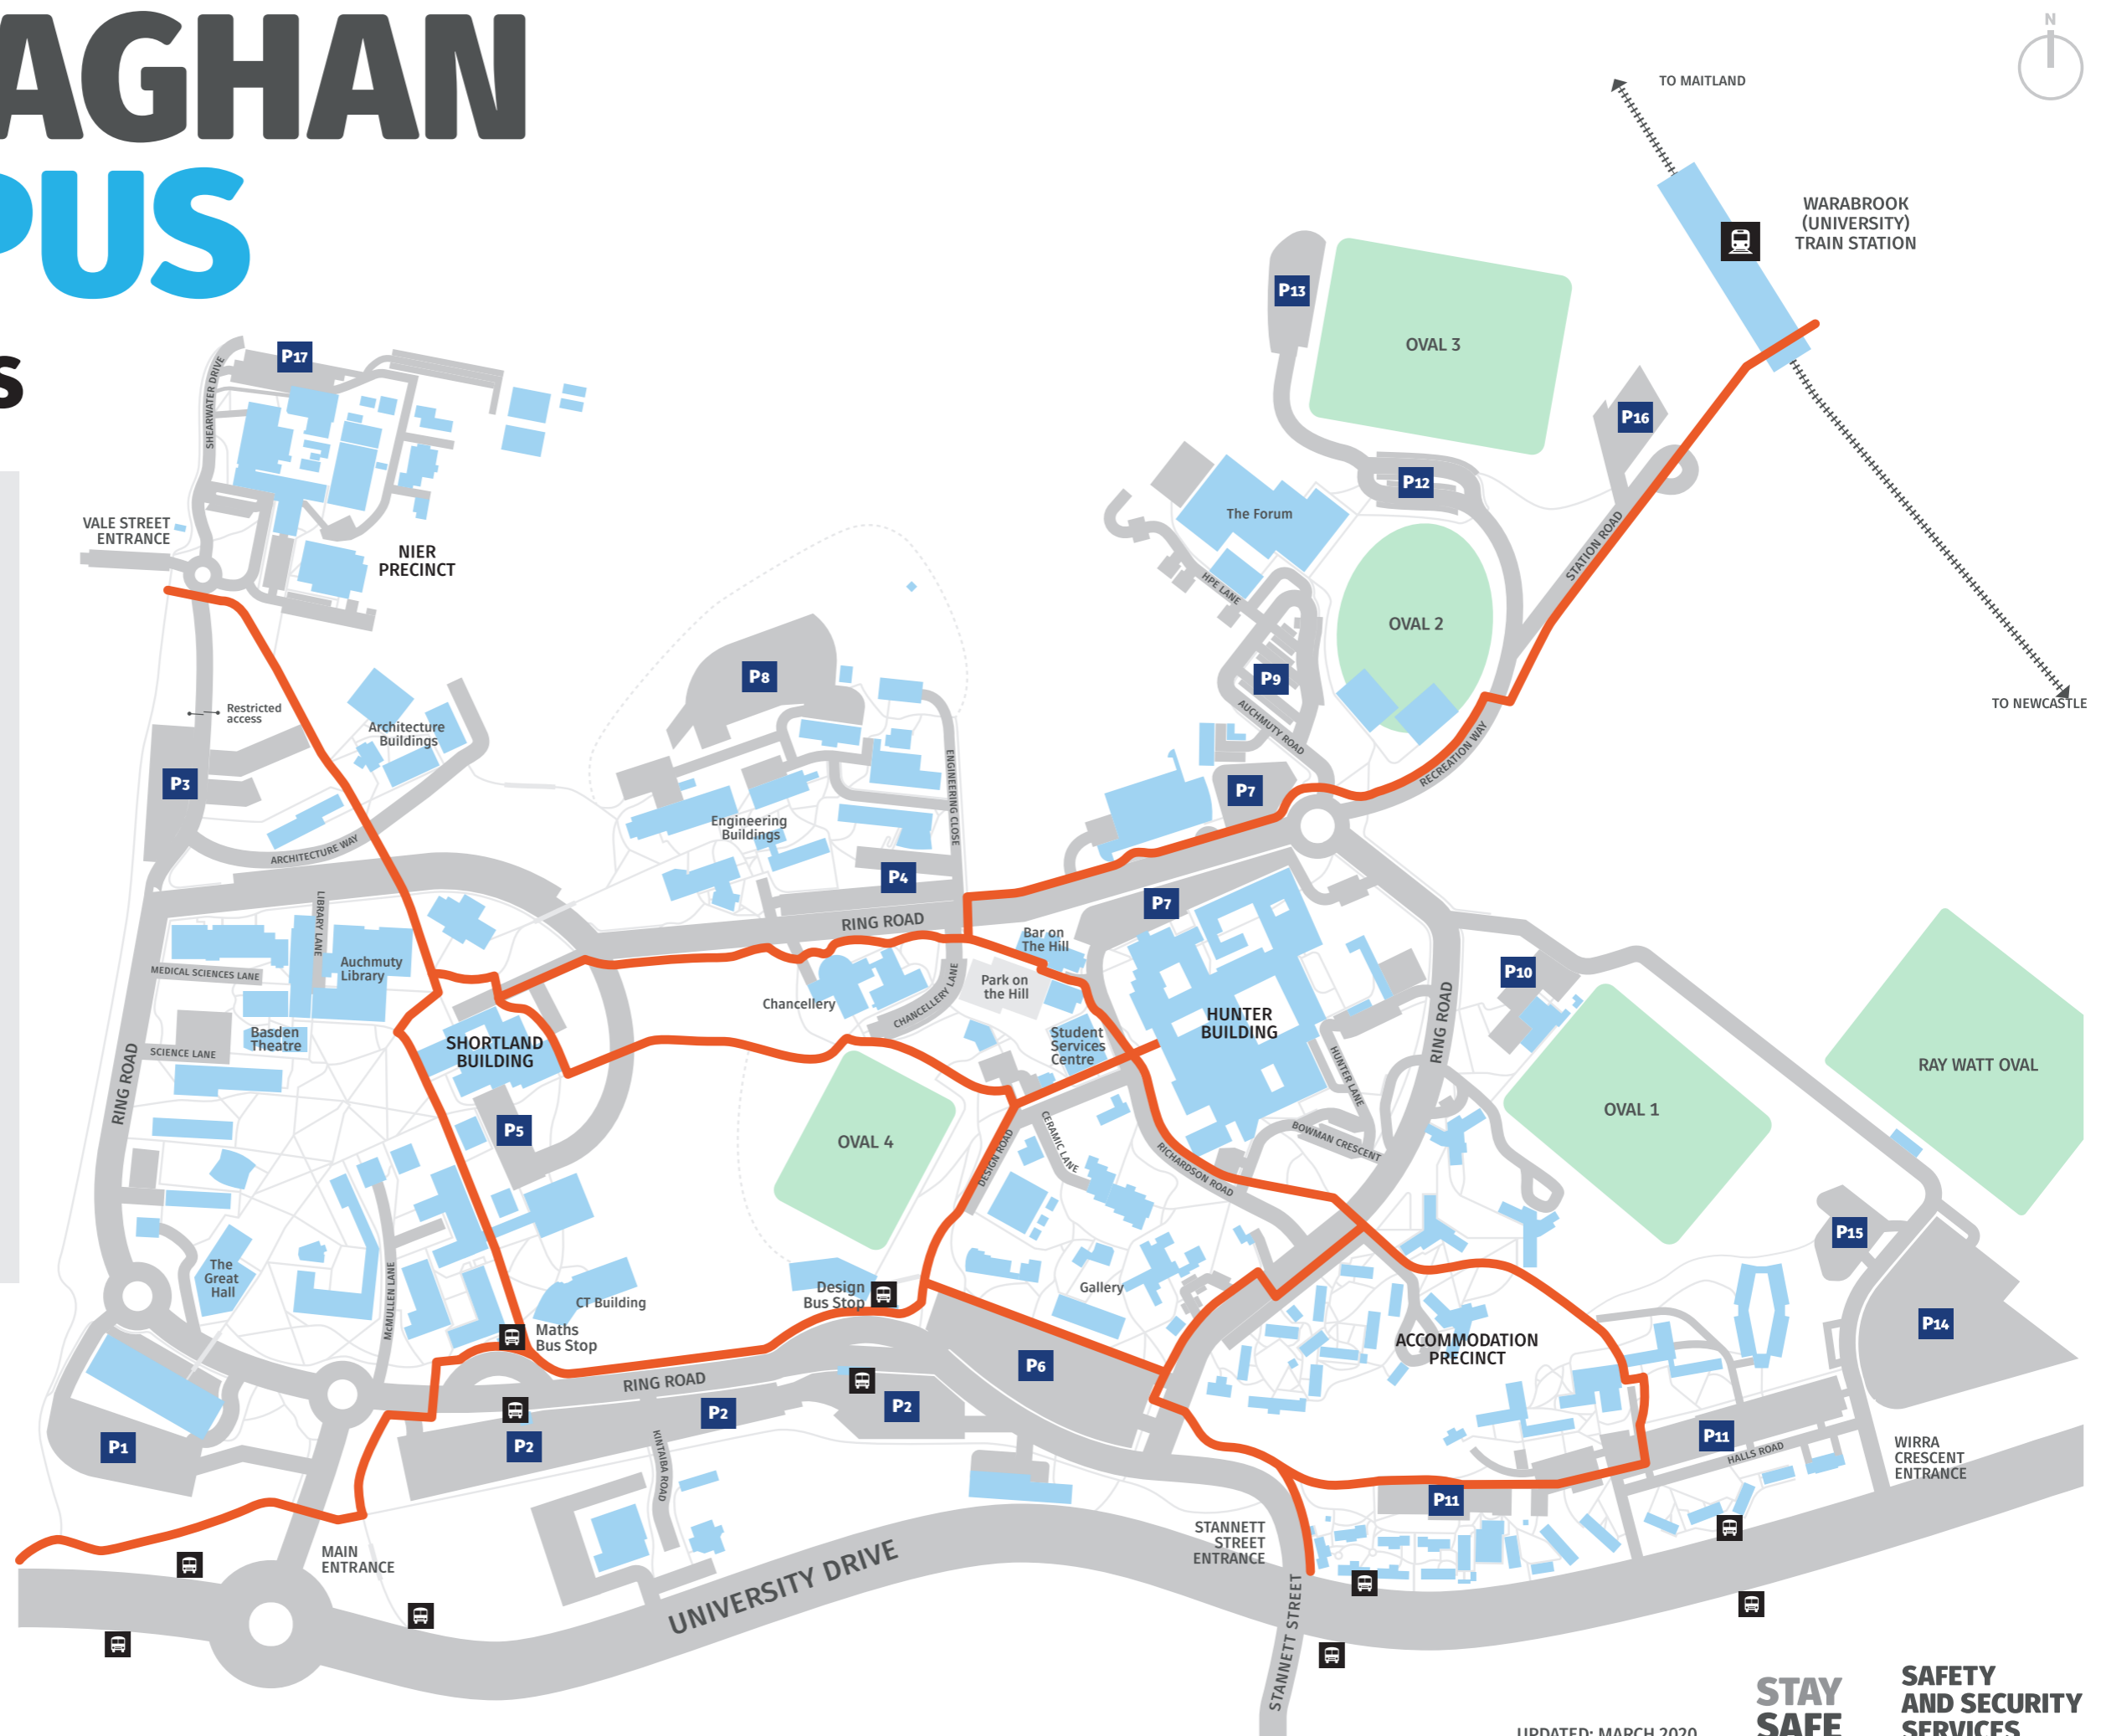 AGHAN
PUS
S
N
TO MAITLAND
WARABROOK
(UNIVERSITY)
TRAIN STATION
P13
OVAL 3
P17
SHEARWATER DRIVE
P16
P12
The Forum
VALE STREET
ENTRANCE
NIER
PRECINCT
STATION ROAD
HPE LANE
OVAL 2
P8
P9
TO NEWCASTLE
Restricted
access
Architecture
Buildings
AUCHMUTY ROAD
RECREATION WAY
P3
ENGINEERING CLOSE
P7
Engineering
Buildings
ARCHITECTURE WAY
P4
LIBRARY LANE
RING ROAD
P7
Bar on
The Hill
Auchmuty
Library
MEDICAL SCIENCES LANE
P10
Park on
the Hill
Chancellery
CHANCELLERY LANE
HUNTER
BUILDING
RING ROAD
Basden
Theatre
SHORTLAND
BUILDING
Student
Services
Centre
SCIENCE LANE
RAY WATT OVAL
HUNTER LANE
RING ROAD
OVAL 1
P5
OVAL 4
CERAMIC LANE
BOWMAN CRESCENT
DESIGN ROAD
RICHARDSON ROAD
P15
The
Great
Hall
McMULLEN LANE
CT Building
Design
Bus Stop
Gallery
P14
Maths
Bus Stop
ACCOMMODATION
PRECINCT
P6
RING ROAD
P2
P2
P2
P1
KINTAIBA ROAD
P11
HALLS ROAD
WIRRA
CRESCENT
ENTRANCE
P11
STANNETT
STREET
ENTRANCE
MAIN
ENTRANCE
UNIVERSITY DRIVE
STANNETT STREET
STAY
SAFE
SAFETY
AND SECURITY
SERVICES
UPDATED: MARCH 2020